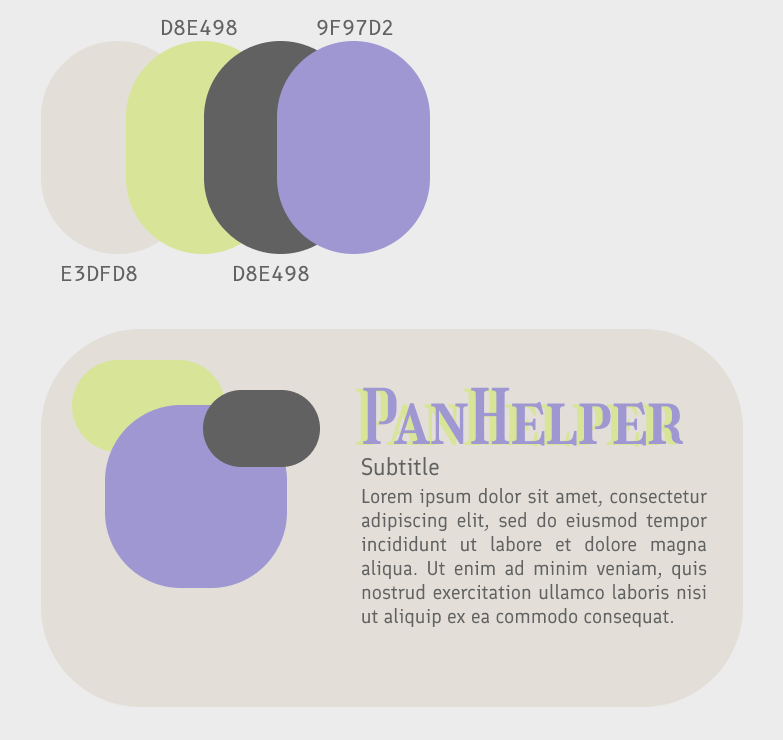 D8E498 9F97D2
E3DFD8 D8E498
PanHelper
Subtitle
Lorem ipsum dolor sit amet, consectetur
adipiscing elit, sed do eiusmod tempor
incididunt ut labore et dolore magna
aliqua. Ut enim ad minim veniam, quis
nostrud exercitation ullamco laboris nisi
ut aliquip ex ea commodo consequat.